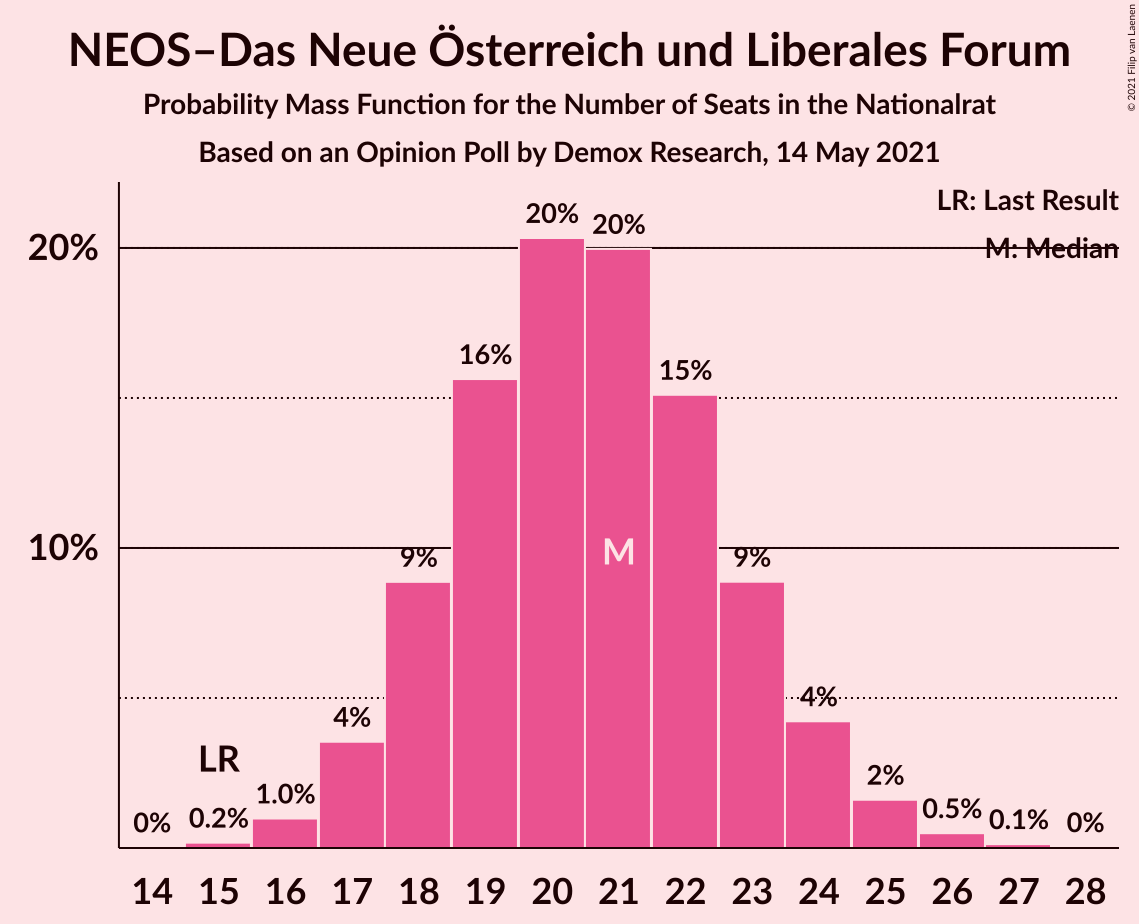 NEOS–Das Neue Österreich und Liberales Forum
Probability Mass Function for the Number of Seats in the Nationalrat
Based on an Opinion Poll by Demox Research, 14 May 2021
© 2021 Filip van Laenen
LR: Last Result
M: Median
20%
10%
0%
0.2%
1.0%
4%
9%
16%
20%
20%
15%
9%
4%
2%
0.5%
0.1%
0%
LR
M
14 15 16 17 18 19 20 21 22 23 24 25 26 27 28